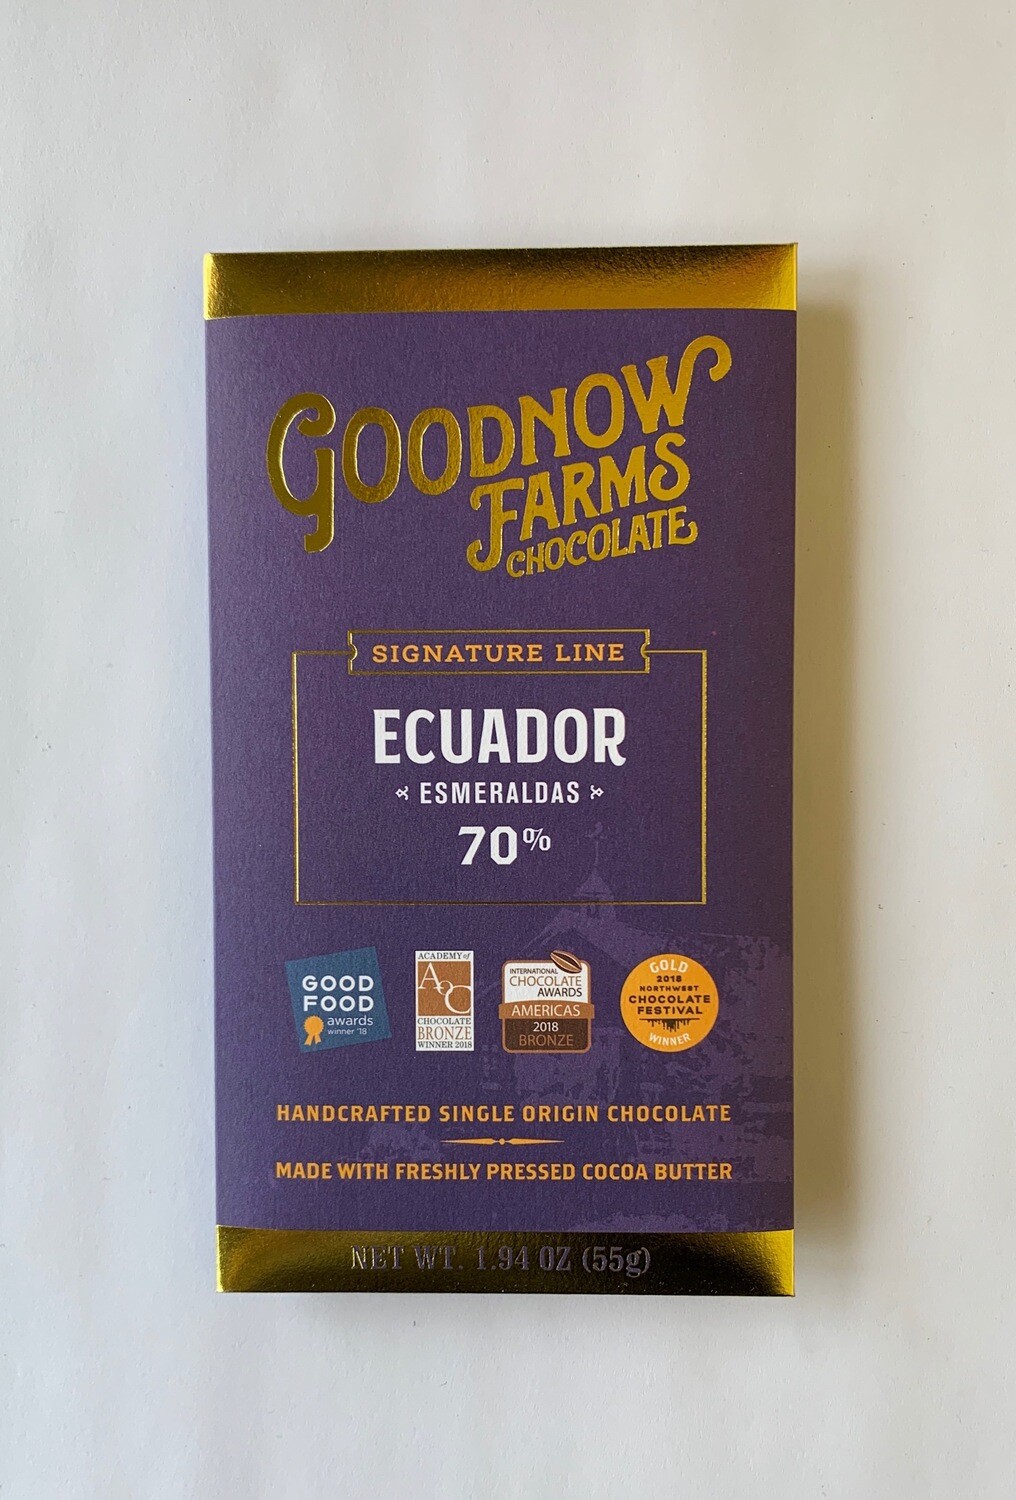 GOODNOW
FARMS
CHOCOLATE
SIGNATURE LINE
ECUADOR
ESMERALDAS
70%
GOOD
FOOD
awards
winner '18
ACADEMY of
AOC
CHOCOLATE
BRONZE
WINNER 2018
INTERNATIONAL
CHOCOLATE
AWARDS
AMERICAS
2018
BRONZE
GOLD
2018
NORTHWEST
CHOCOLATE
FESTIVAL
WINNER
HANDCRAFTED SINGLE ORIGIN CHOCOLATE
MADE WITH FRESHLY PRESSED COCOA BUTTER
NET WT. 1.94 OZ (55g)